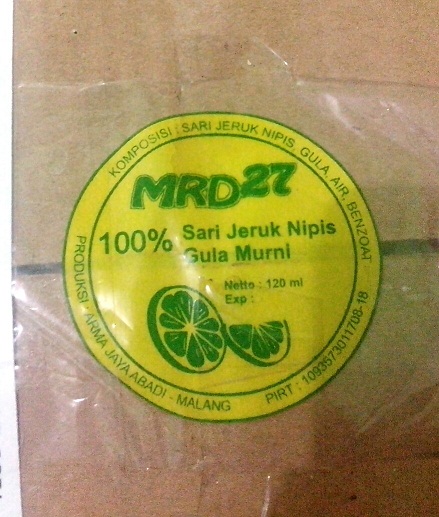 KOMPOSISI : SARI JERUK NIPIS, GULA, AIR, BENZOAT
MRD27
100% Sari Jeruk Nipis
Gula Murni
Netto : 120 ml
Exp :
PRODUKSI : ARMA JAYA ABADI - MALANG
PIRT : 1093573011708-18